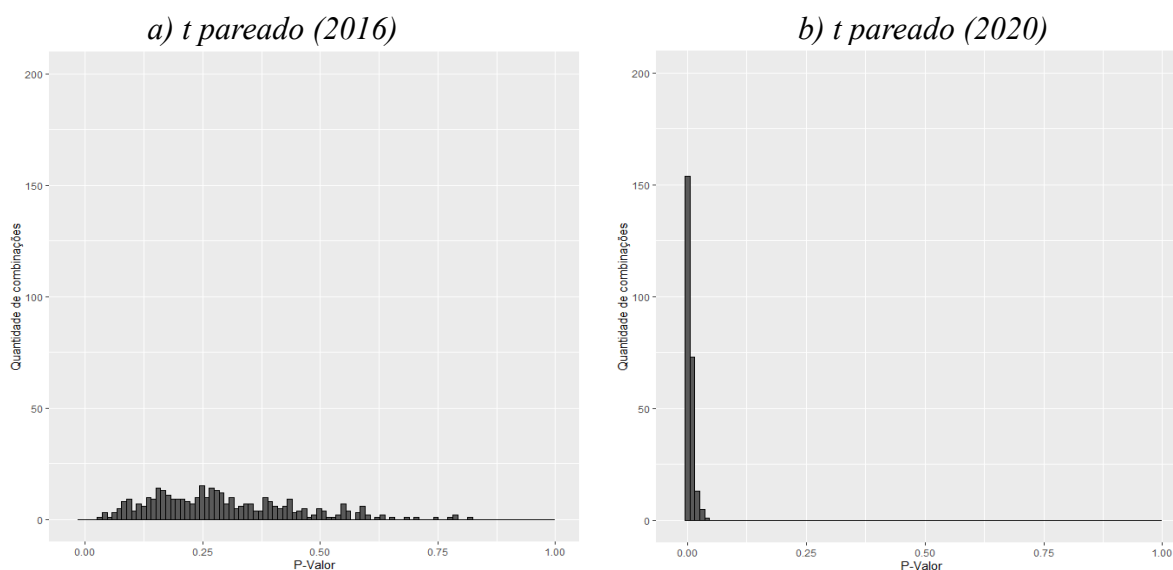 a) t pareado (2016)
200
150
100
50
0
Quantidade de combinações
0.00 0.25 0.50 0.75 1.00
P-Valor
b) t pareado (2020)
200
150
100
50
0
Quantidade de combinações
0.00 0.25 0.50 0.75 1.00
P-Valor